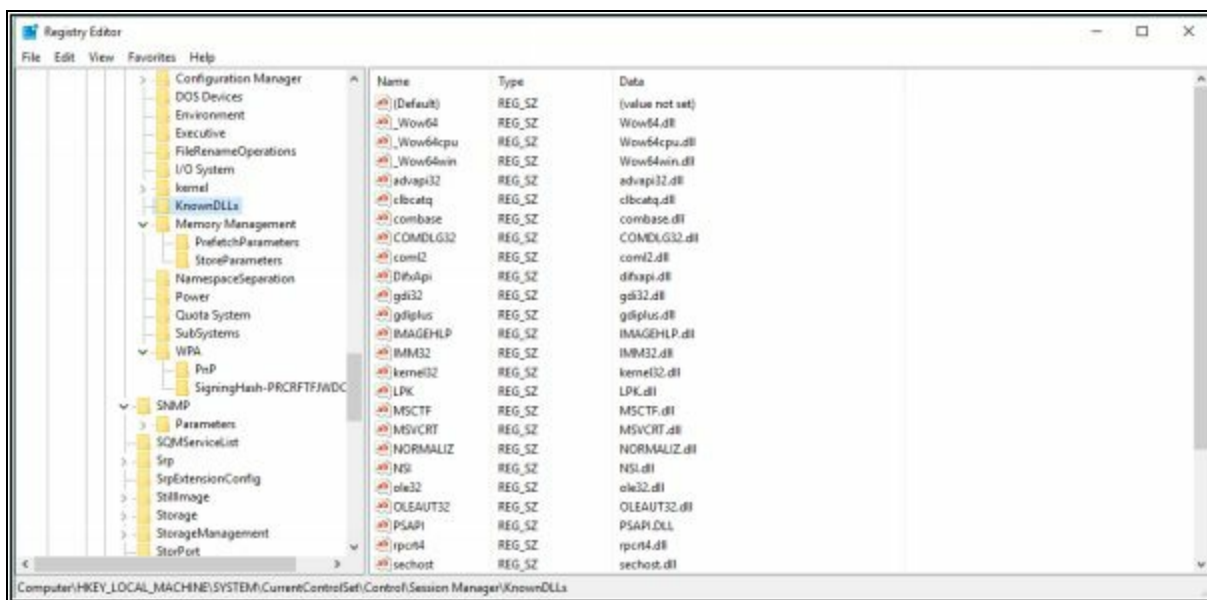 Registry Editor
File Edit View Favorites Help
Configuration Manager
DOS Devices
Environment
Executive
FileRenameOperations
I/O System
kernel
KnownDLLs
Memory Management
PrefetchParameters
StoreParameters
NamespaceSeparation
Power
Quota System
SubSystems
WPA
PnP
SigningHash-PRCRFTFJWDC
SNMP
Parameters
SQMServiceList
Srp
SrpExtensionConfig
StillImage
Storage
StorageManagement
StorPort
Name Type Data
(Default) REG_SZ (value not set)
_Wow64 REG_SZ Wow64.dll
_Wow64cpu REG_SZ Wow64cpu.dll
_Wow64win REG_SZ Wow64win.dll
advapi32 REG_SZ advapi32.dll
clbcatq REG_SZ clbcatq.dll
combase REG_SZ combase.dll
COMDLG32 REG_SZ COMDLG32.dll
coml2 REG_SZ coml2.dll
DifxApi REG_SZ difxapi.dll
gdi32 REG_SZ gdi32.dll
gdiplus REG_SZ gdiplus.dll
IMAGEHLP REG_SZ IMAGEHLP.dll
IMM32 REG_SZ IMM32.dll
kernel32 REG_SZ kernel32.dll
LPK REG_SZ LPK.dll
MSCTF REG_SZ MSCTF.dll
MSVCRT REG_SZ MSVCRT.dll
NORMALIZ REG_SZ NORMALIZ.dll
NSI REG_SZ NSI.dll
ole32 REG_SZ ole32.dll
OLEAUT32 REG_SZ OLEAUT32.dll
PSAPI REG_SZ PSAPI.DLL
rpcrt4 REG_SZ rpcrt4.dll
sechost REG_SZ sechost.dll
Computer\HKEY_LOCAL_MACHINE\SYSTEM\CurrentControlSet\Control\Session Manager\KnownDLLs